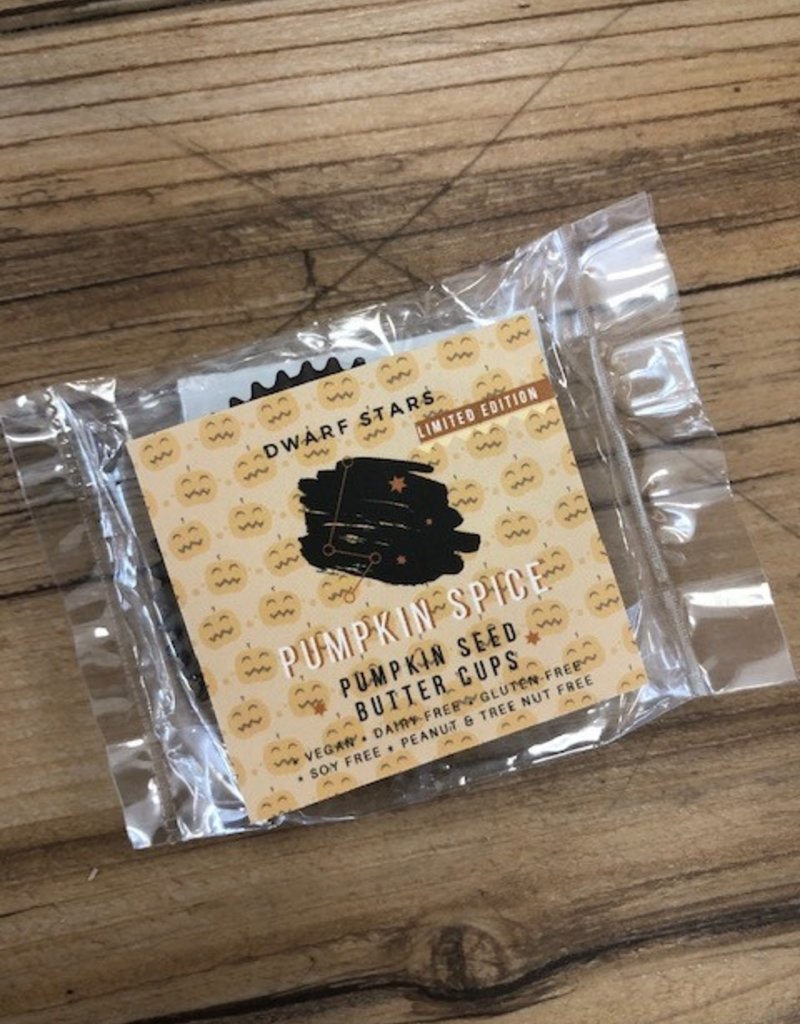 DWARF STARS
LIMITED EDITION
PUMPKIN SPICE
PUMPKIN SEED
BUTTER CUPS
• VEGAN • DAIRY FREE • GLUTEN FREE
• SOY FREE • PEANUT & TREE NUT FREE